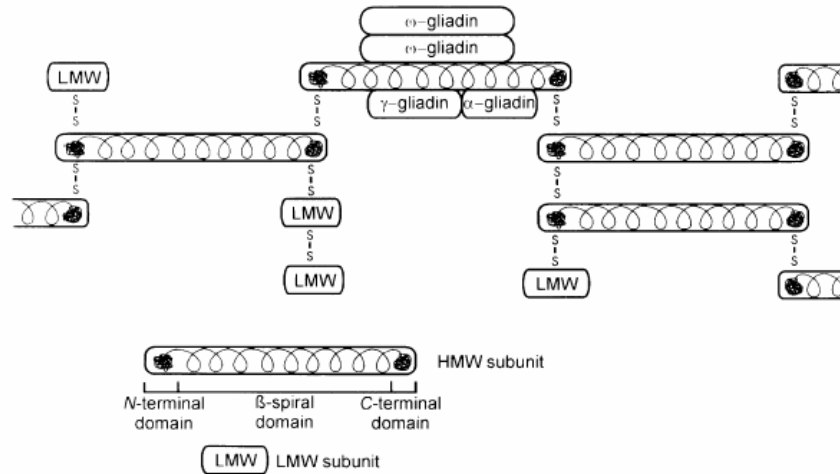 (·)–gliadin
(·)–gliadin
LMW
γ–gliadin
α–gliadin
S
S
S
S
S
S
S
S
S
S
LMW
S
S
S
S
S
S
S
S
LMW
LMW
HMW subunit
N-terminal domain
ß-spiral domain
C-terminal domain
LMW
LMW subunit